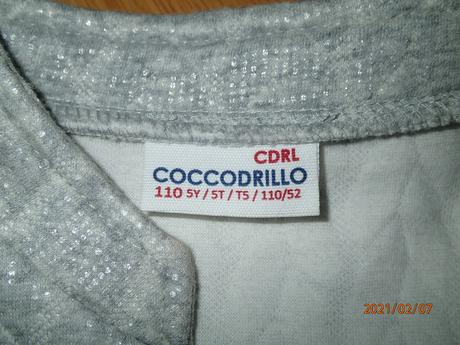 CDRL
COCCODRILLO
110 5Y / 5T / T5 / 110/52
2021/02/07